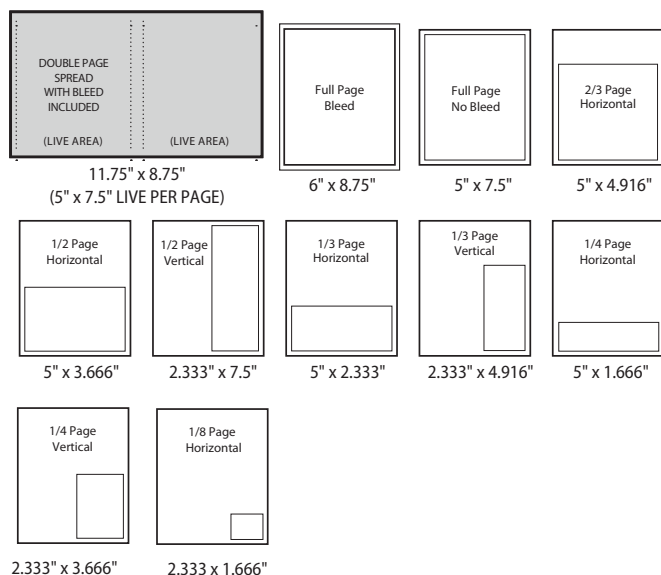 DOUBLE PAGE
SPREAD
WITH BLEED
INCLUDED
(LIVE AREA)
(LIVE AREA)
11.75" x 8.75"
(5" x 7.5" LIVE PER PAGE)
Full Page
Bleed
6" x 8.75"
Full Page
No Bleed
5" x 7.5"
2/3 Page
Horizontal
5" x 4.916"
1/2 Page
Horizontal
5" x 3.666"
1/2 Page
Vertical
2.333" x 7.5"
1/3 Page
Horizontal
5" x 2.333"
1/3 Page
Vertical
2.333" x 4.916"
1/4 Page
Horizontal
5" x 1.666"
1/4 Page
Vertical
2.333" x 3.666"
1/8 Page
Horizontal
2.333 x 1.666"